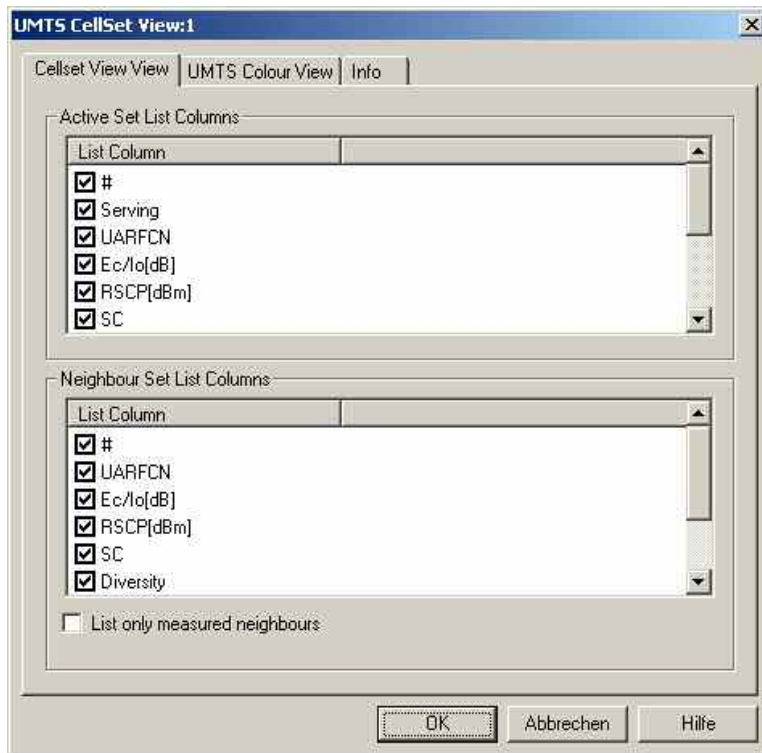 UMTS CellSet View:1
Cellset View View
UMTS Colour View
Info
Active Set List Columns
List Column
#
Serving
UARFCN
Ec/Io[dB]
RSCP[dBm]
SC
Neighbour Set List Columns
List Column
#
UARFCN
Ec/Io[dB]
RSCP[dBm]
SC
Diversity
List only measured neighbours
OK
Abbrechen
Hilfe